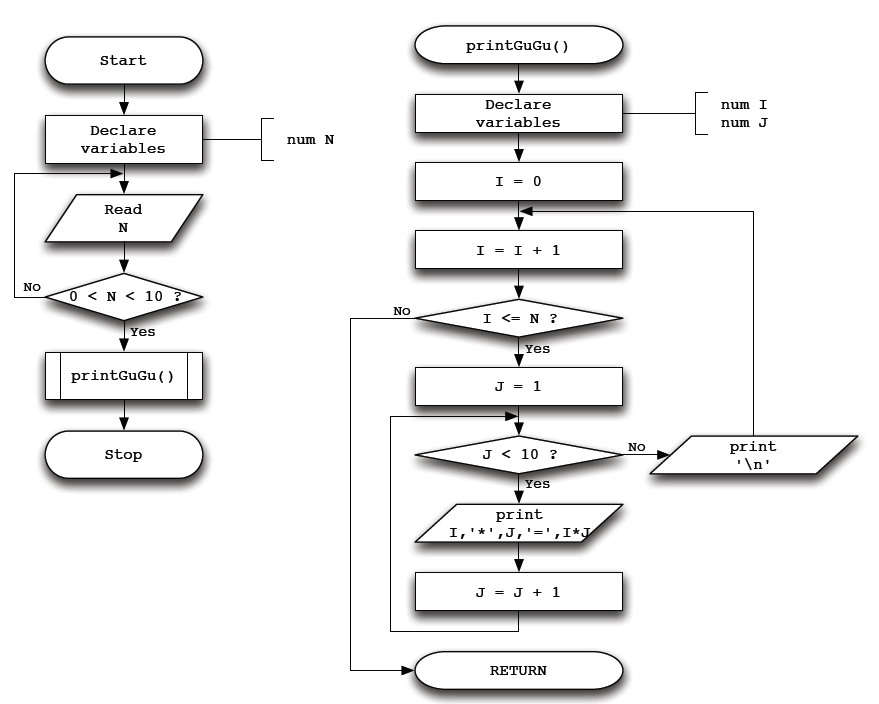 Start
Declare
variables
num N
Read
N
No
0 < N < 10 ?
Yes
printGuGu()
Stop
printGuGu()
Declare
variables
num I
num J
I = 0
I = I + 1
No
I <= N ?
Yes
J = 1
J < 10 ?
No
print
'\n'
Yes
print
I,'*',J,'=',I*J
J = J + 1
RETURN